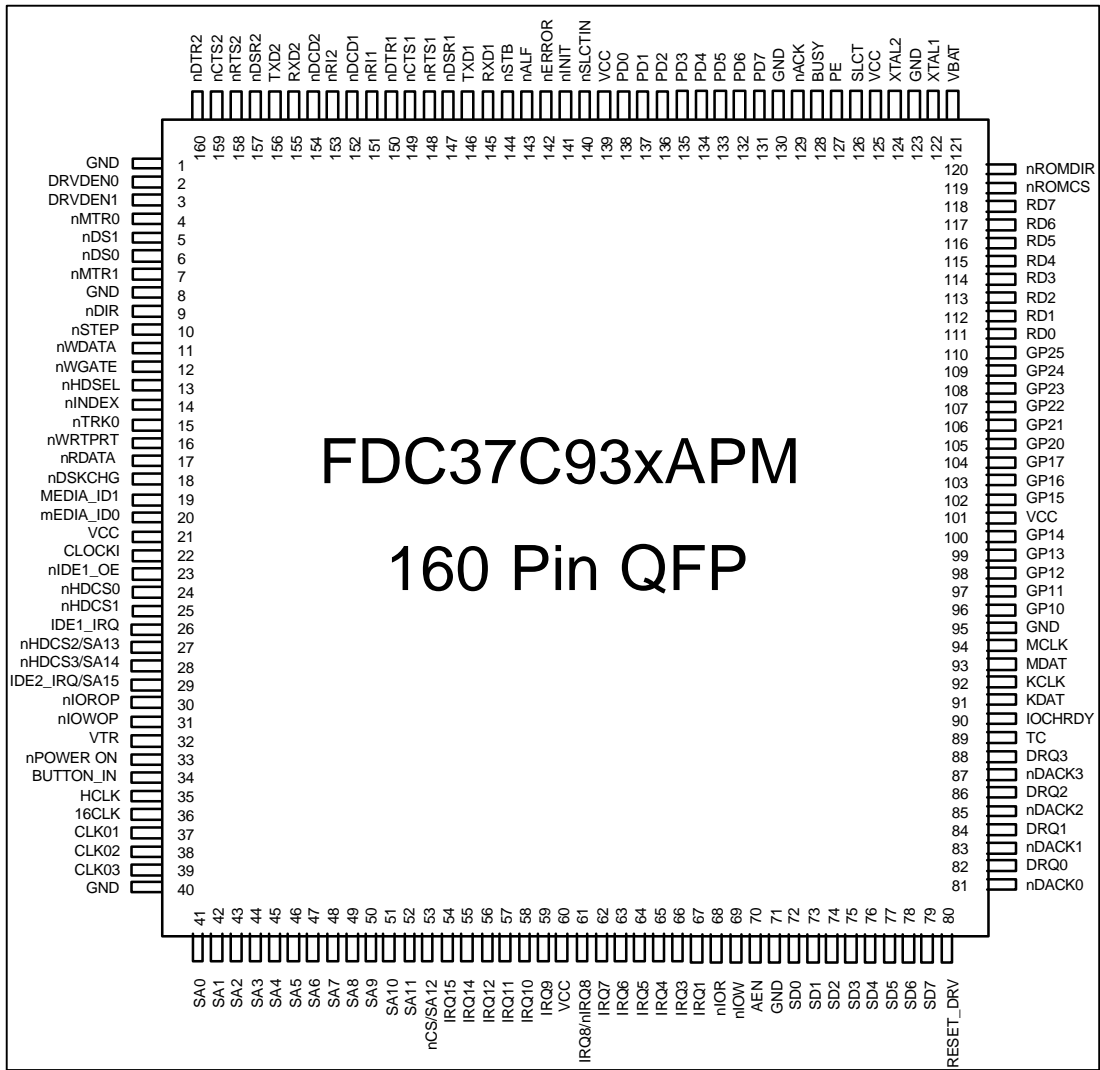 nDTR2
nCTS2
nRTS2
nDSR2
TXD2
RXD2
nDCD2
nRI2
nDCD1
nRI1
nDTR1
nCTS1
nRTS1
nDSR1
TXD1
RXD1
nSTB
nALF
nERROR
nINIT
nSLCTIN
VCC
PD0
PD1
PD2
PD3
PD4
PD5
PD6
PD7
GND
nACK
BUSY
PE
SLCT
VCC
XTAL2
GND
XTAL1
VBAT
160
159
158
157
156
155
154
153
152
151
150
149
148
147
146
145
144
143
142
141
140
139
138
137
136
135
134
133
132
131
130
129
128
127
126
125
124
123
122
121
GND 1
DRVDEN0 2
DRVDEN1 3
nMTR0 4
nDS1 5
nDS0 6
nMTR1 7
GND 8
nDIR 9
nSTEP 10
nWDATA 11
nWGATE 12
nHDSEL 13
nINDEX 14
nTRK0 15
nWRTPRT 16
nRDATA 17
nDSKCHG 18
MEDIA_ID1 19
mEDIA_ID0 20
VCC 21
CLOCKI 22
nIDE1_OE 23
nHDCS0 24
nHDCS1 25
IDE1_IRQ 26
nHDCS2/SA13 27
nHDCS3/SA14 28
IDE2_IRQ/SA15 29
nIOROP 30
nIOWOP 31
VTR 32
nPOWER ON 33
BUTTON_IN 34
HCLK 35
16CLK 36
CLK01 37
CLK02 38
CLK03 39
GND 40
FDC37C93xAPM
160 Pin QFP
120 nROMDIR
119 nROMCS
118 RD7
117 RD6
116 RD5
115 RD4
114 RD3
113 RD2
112 RD1
111 RD0
110 GP25
109 GP24
108 GP23
107 GP22
106 GP21
105 GP20
104 GP17
103 GP16
102 GP15
101 VCC
100 GP14
99 GP13
98 GP12
97 GP11
96 GP10
95 GND
94 MCLK
93 MDAT
92 KCLK
91 KDAT
90 IOCHRDY
89 TC
88 DRQ3
87 nDACK3
86 DRQ2
85 nDACK2
84 DRQ1
83 nDACK1
82 DRQ0
81 nDACK0
41
42
43
44
45
46
47
48
49
50
51
52
53
54
55
56
57
58
59
60
61
62
63
64
65
66
67
68
69
70
71
72
73
74
75
76
77
78
79
80
SA0
SA1
SA2
SA3
SA4
SA5
SA6
SA7
SA8
SA9
SA10
SA11
nCS/SA12
IRQ15
IRQ14
IRQ12
IRQ11
IRQ10
IRQ9
VCC
IRQ8/nIRQ8
IRQ7
IRQ6
IRQ5
IRQ4
IRQ3
IRQ1
nIOR
nIOW
AEN
GND
SD0
SD1
SD2
SD3
SD4
SD5
SD6
SD7
RESET_DRV